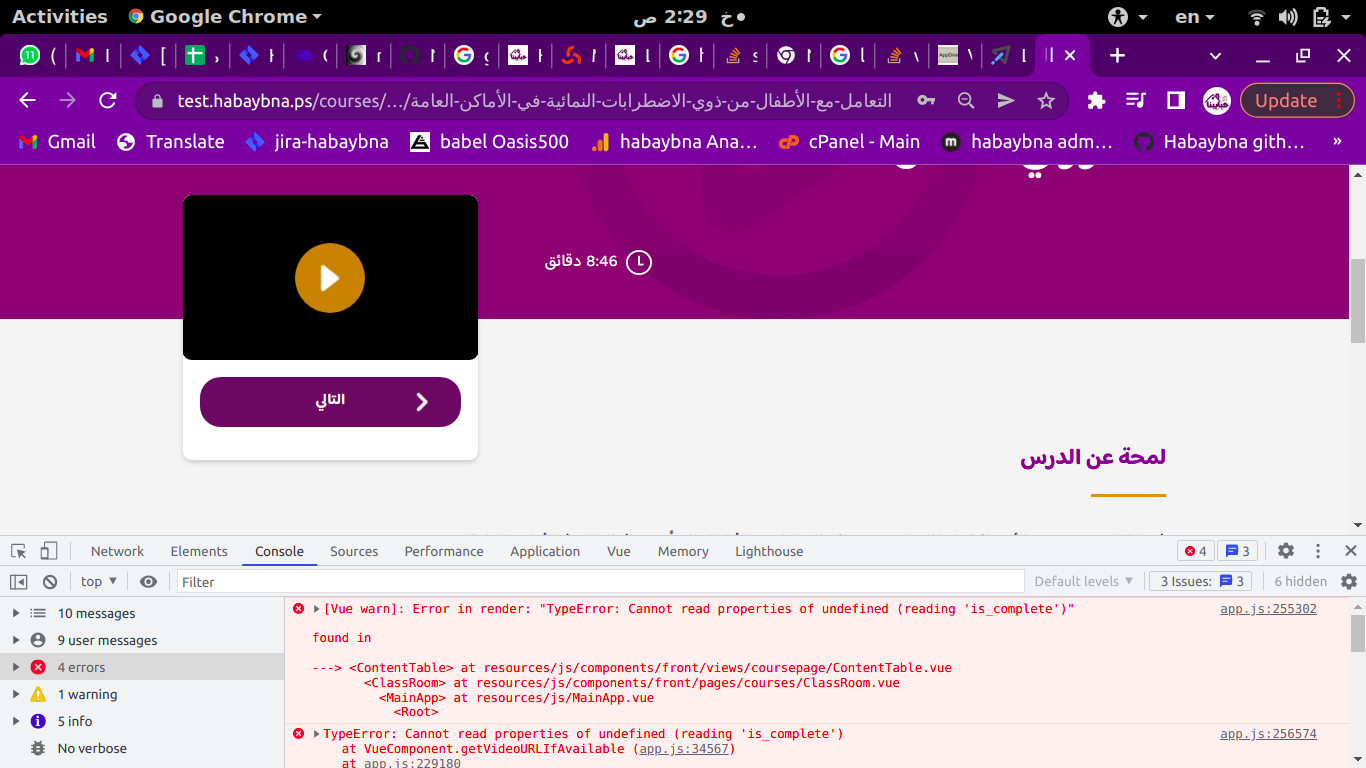 Activities
Google Chrome
خ 2:29 ص
en
Update
test.habaybna.ps/courses/.../التعامل-مع-الأطفال-من-ذوي-الاضطرابات-النمائية-في-الأماكن-العامة
Gmail
Translate
jira-habaybna
babel Oasis500
habaybna Ana...
cPanel - Main
habaybna adm...
Habaybna gith...
»
8:46 دقائق
التالي
لمحة عن الدرس
Network
Elements
Console
Sources
Performance
Application
Vue
Memory
Lighthouse
4
3
top
Filter
Default levels
3 Issues:
3
6 hidden
10 messages
9 user messages
4 errors
1 warning
5 info
No verbose
[Vue warn]: Error in render: "TypeError: Cannot read properties of undefined (reading 'is_complete')"
app.js:255302
found in
---> <ContentTable> at resources/js/components/front/views/coursepage/ContentTable.vue
<ClassRoom> at resources/js/components/front/pages/courses/ClassRoom.vue
<MainApp> at resources/js/MainApp.vue
<Root>
TypeError: Cannot read properties of undefined (reading 'is_complete')
app.js:256574
at VueComponent.getVideoURLIfAvailable (app.js:34567)
at app.js:229180